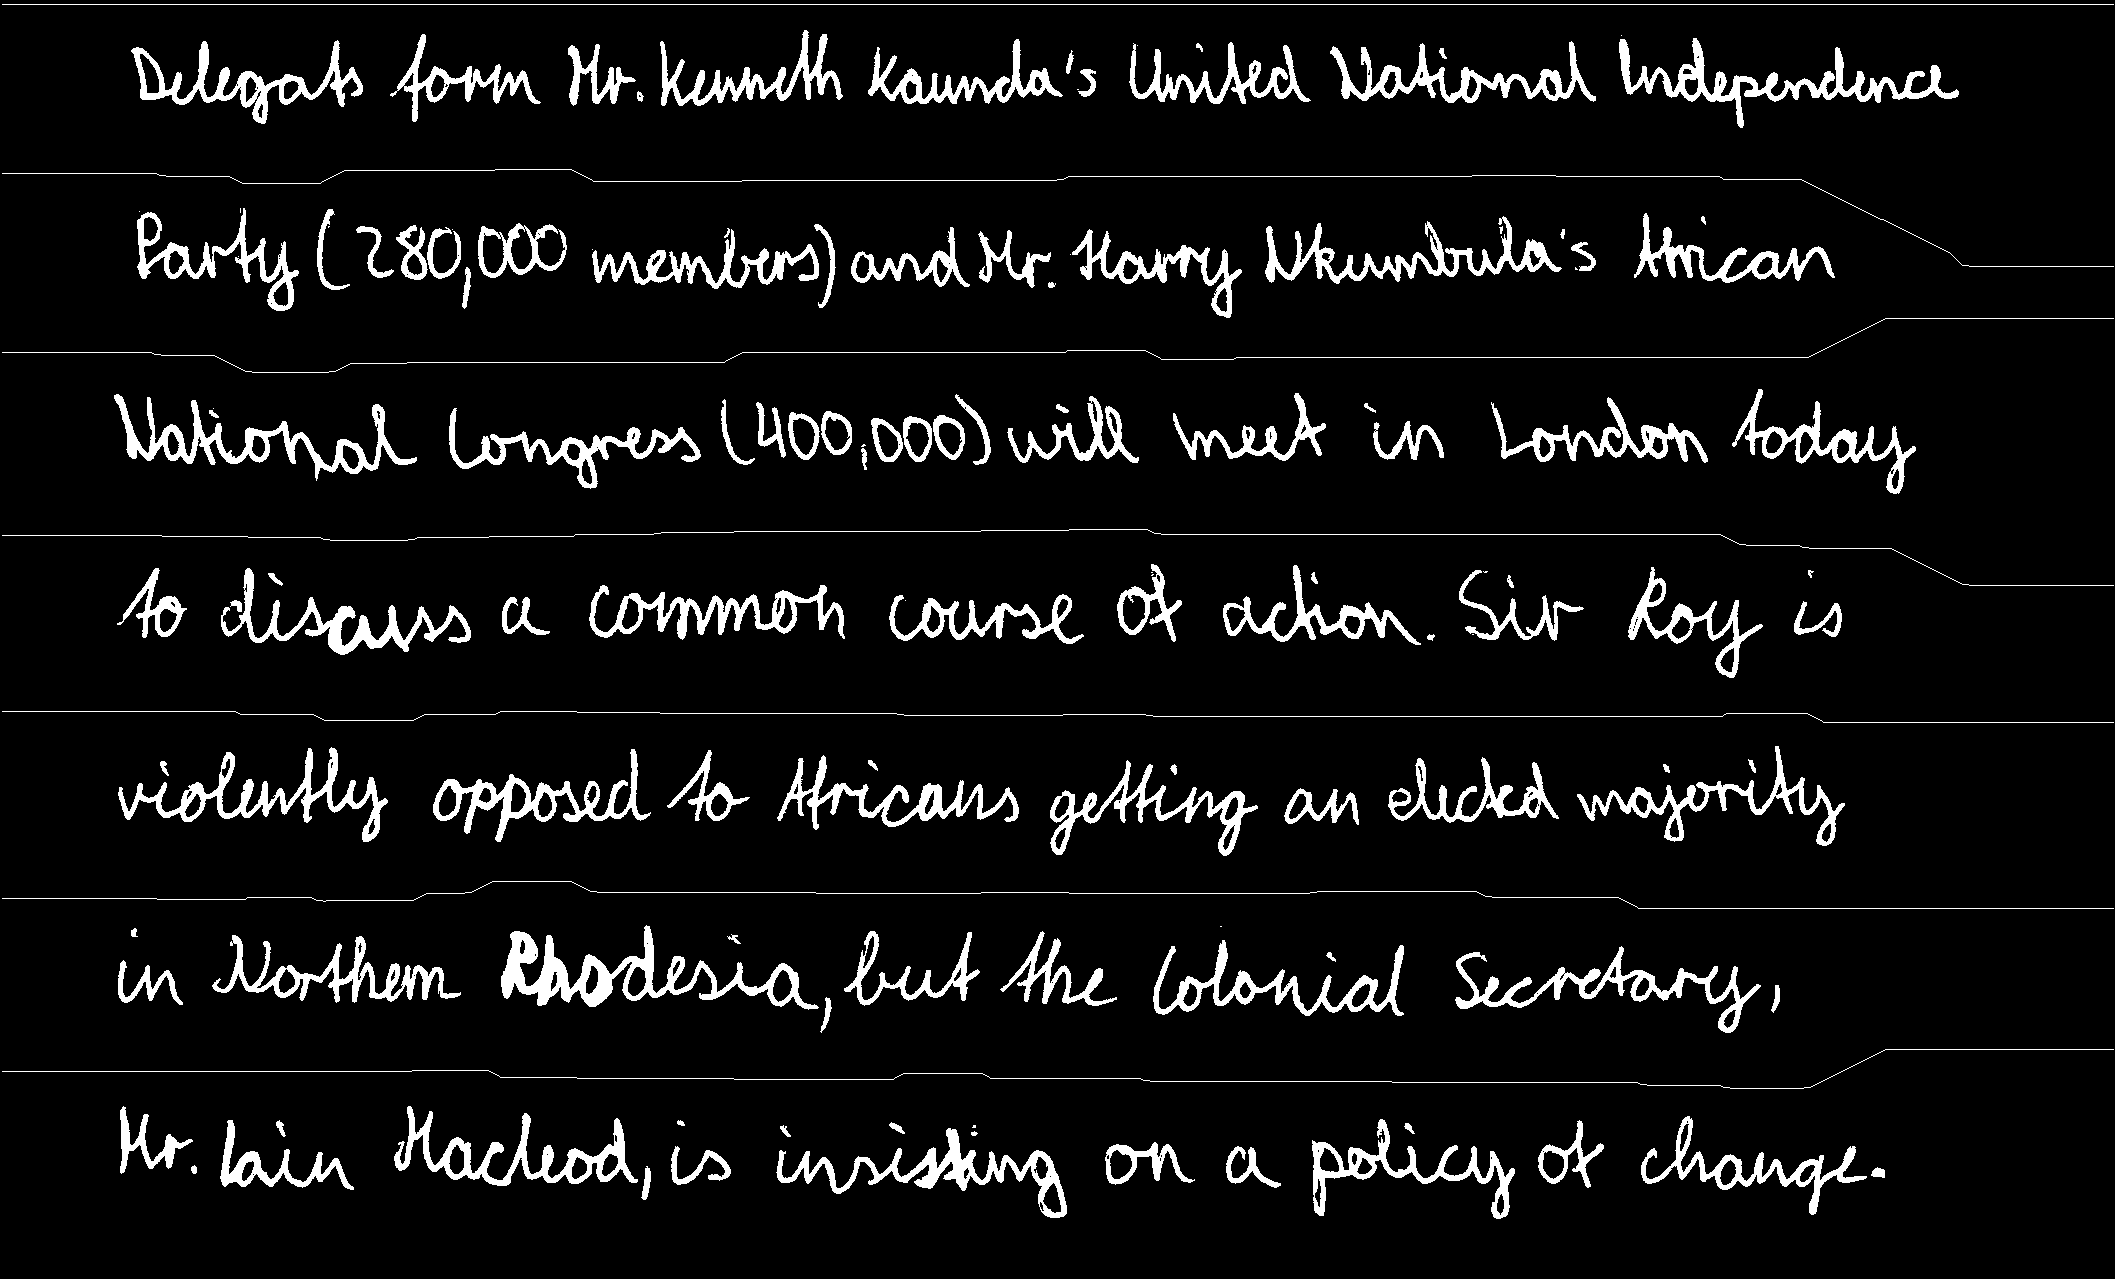 Delegats form Mr. Kenneth Kaunda's United National Independence
Party (280,000 members) and Mr. Harry Nkumbula's African
National Congress (400,000) will meet in London today
to discuss a common course of action. Sir Roy is
violently opposed to Africans getting an elected majority
in Northern Rhodesia, but the Colonial Secretary,
Mr. Iain Macleod, is insisting on a policy of change.